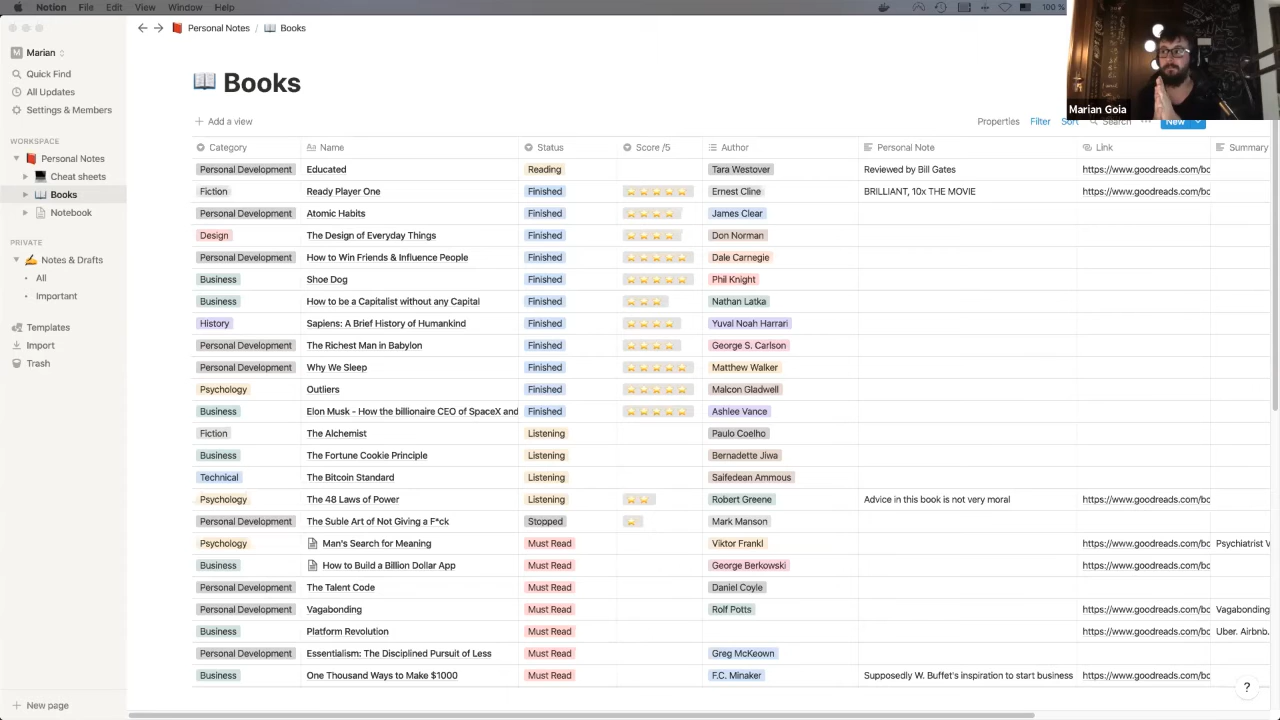 Notion File Edit View Window Help 100 %
Personal Notes / Books
Marian
Quick Find
All Updates
Settings & Members
WORKSPACE
Personal Notes
Cheat sheets
Books
Notebook
PRIVATE
Notes & Drafts
All
Important
Templates
Import
Trash
New page
Marian Goia
Books
Add a view Properties Filter Sort Search New
Category Name Status Score /5 Author Personal Note Link Summary
Personal Development Educated Reading Tara Westover Reviewed by Bill Gates https://www.goodreads.com/bo
Fiction Ready Player One Finished Ernest Cline BRILLIANT, 10x THE MOVIE https://www.goodreads.com/bo
Personal Development Atomic Habits Finished James Clear
Design The Design of Everyday Things Finished Don Norman
Personal Development How to Win Friends & Influence People Finished Dale Carnegie
Business Shoe Dog Finished Phil Knight
Business How to be a Capitalist without any Capital Finished Nathan Latka
History Sapiens: A Brief History of Humankind Finished Yuval Noah Harrari
Personal Development The Richest Man in Babylon Finished George S. Carlson
Personal Development Why We Sleep Finished Matthew Walker
Psychology Outliers Finished Malcon Gladwell
Business Elon Musk - How the billionaire CEO of SpaceX and Finished Ashlee Vance
Fiction The Alchemist Listening Paulo Coelho
Business The Fortune Cookie Principle Listening Bernadette Jiwa
Technical The Bitcoin Standard Listening Saifedean Ammous
Psychology The 48 Laws of Power Listening Robert Greene Advice in this book is not very moral https://www.goodreads.com/bo
Personal Development The Suble Art of Not Giving a F*ck Stopped Mark Manson
Psychology Man's Search for Meaning Must Read Viktor Frankl https://www.goodreads.com/bo Psychiatrist V
Business How to Build a Billion Dollar App Must Read George Berkowski https://www.goodreads.com/bo
Personal Development The Talent Code Must Read Daniel Coyle
Personal Development Vagabonding Must Read Rolf Potts https://www.goodreads.com/bo Vagabonding
Business Platform Revolution Must Read https://www.goodreads.com/bo Uber. Airbnb.
Personal Development Essentialism: The Disciplined Pursuit of Less Must Read Greg McKeown
Business One Thousand Ways to Make $1000 Must Read F.C. Minaker Supposedly W. Buffet's inspiration to start business https://www.goodreads.com/bo
?